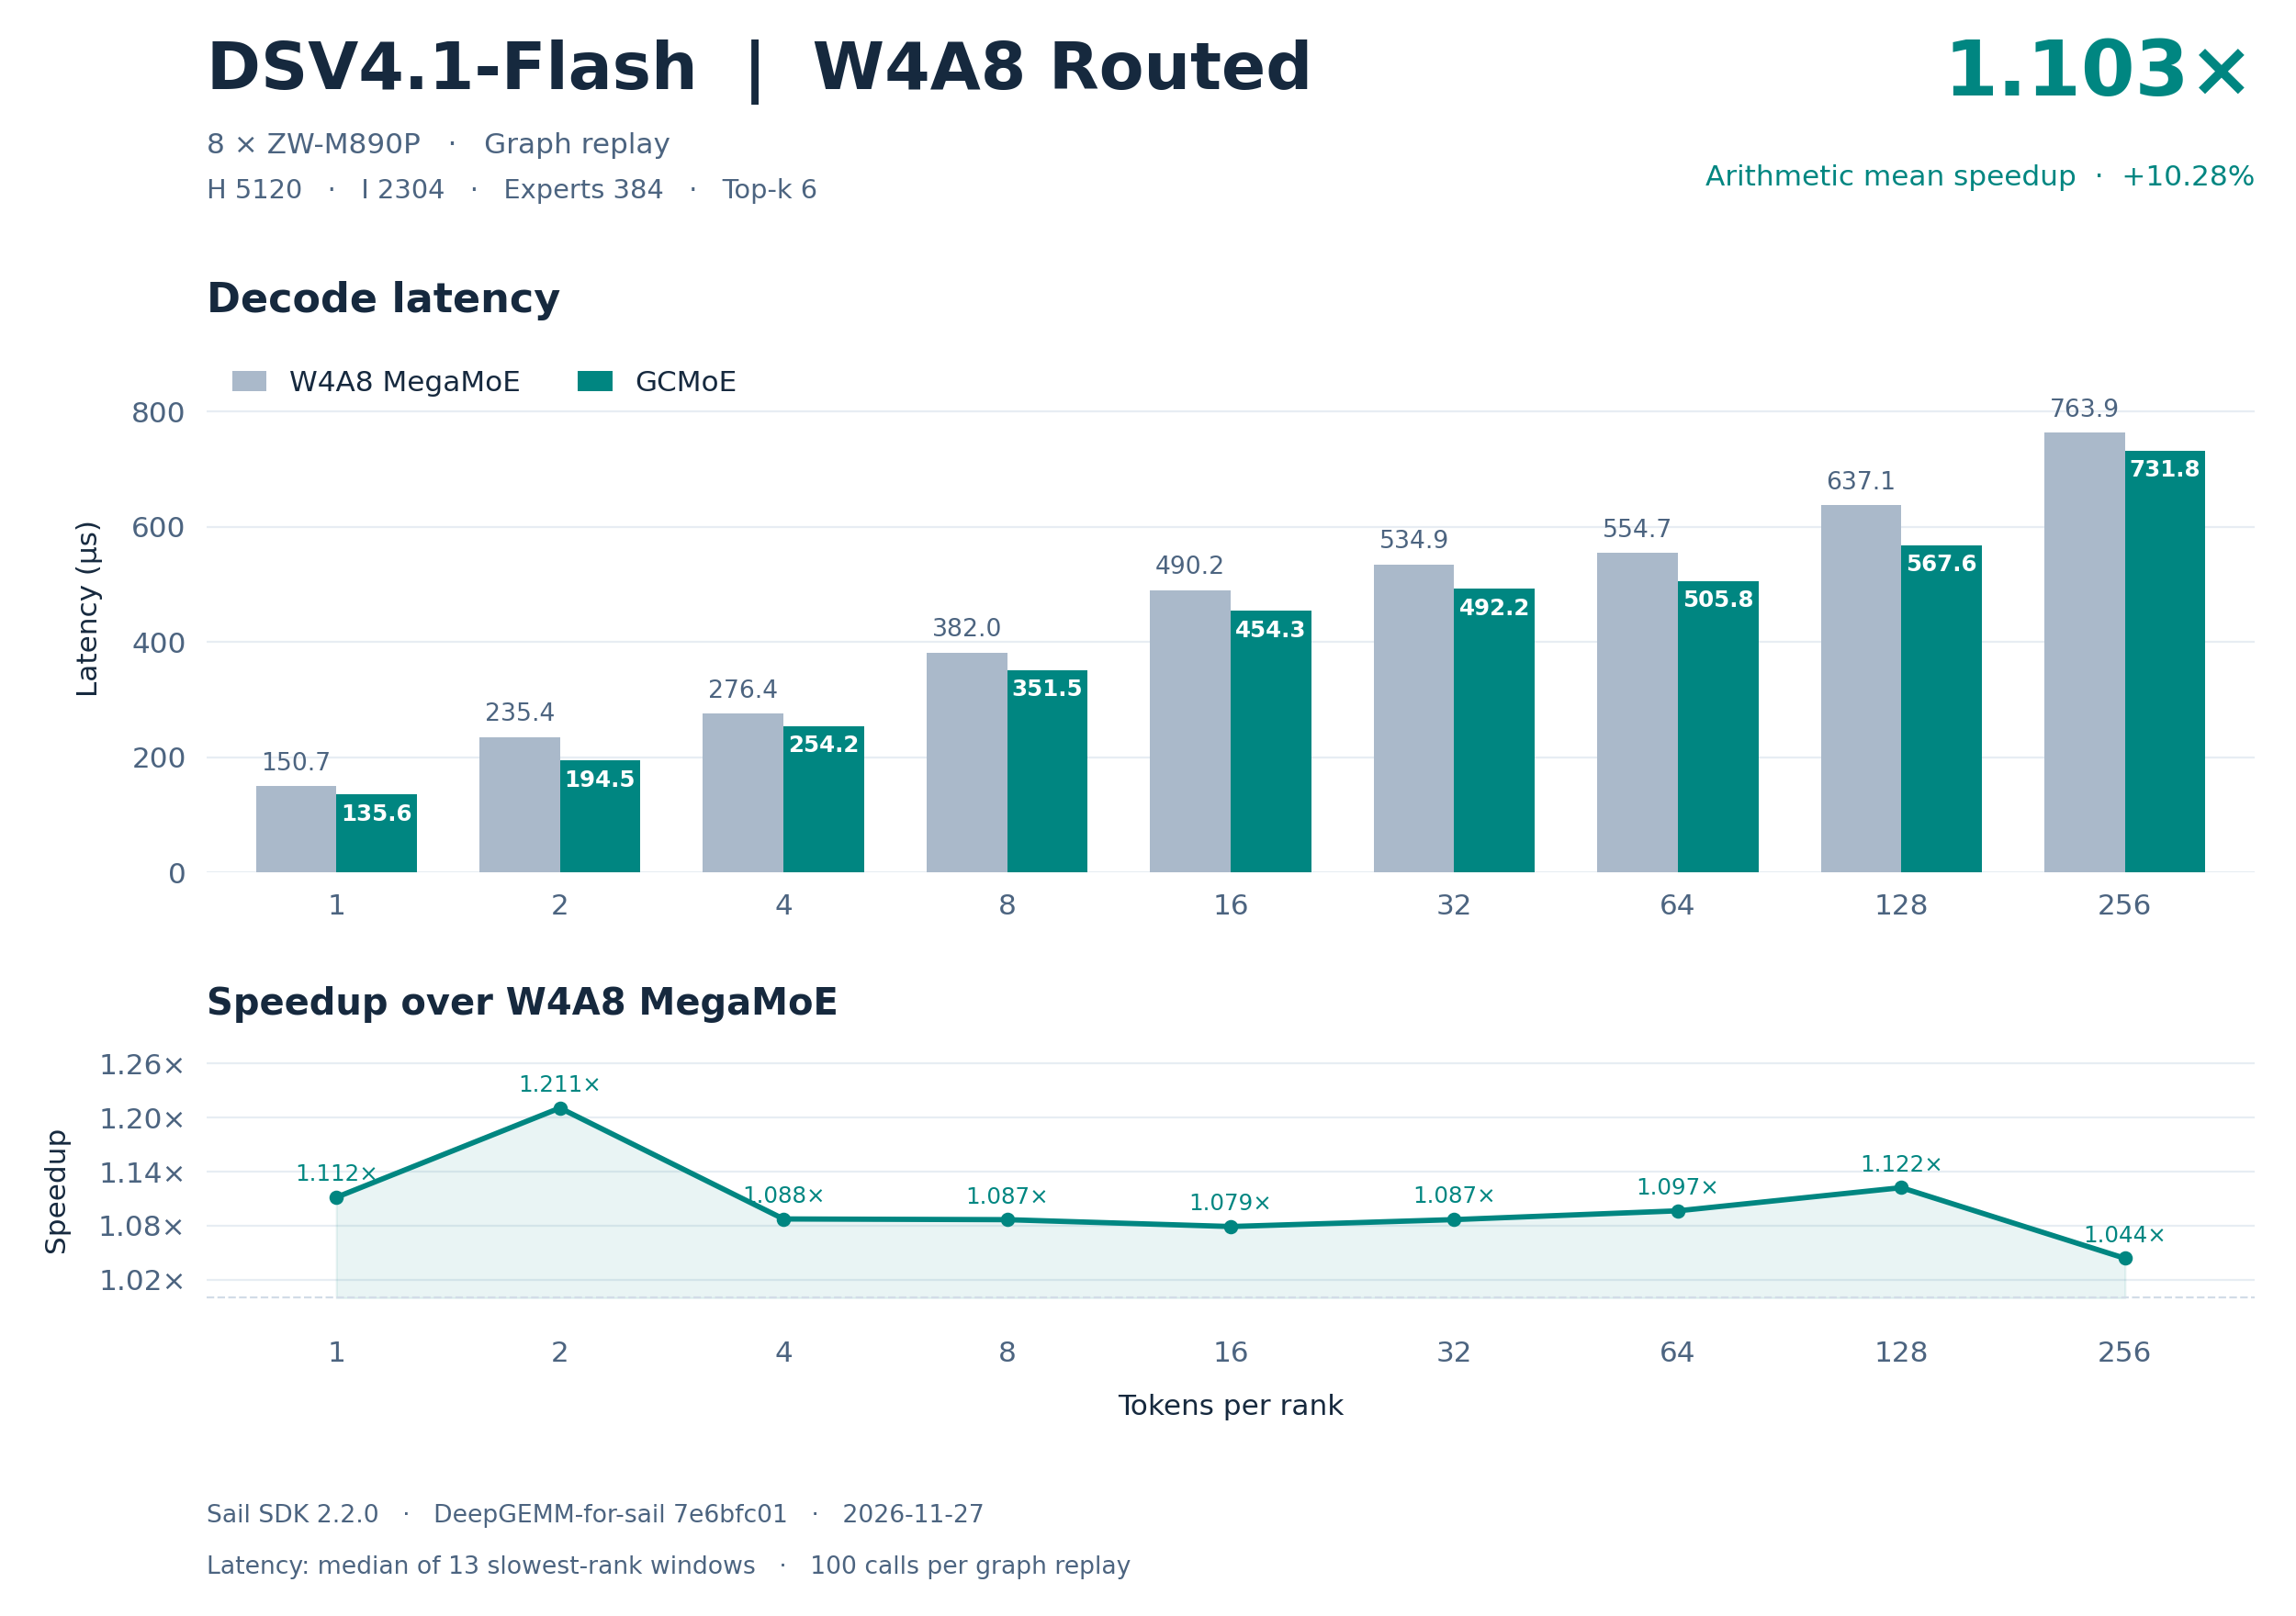 DSV4.1-Flash | W4A8 Routed
1.103×
8 × ZW-M890P · Graph replay
H 5120 · I 2304 · Experts 384 · Top-k 6
Arithmetic mean speedup · +10.28%
Decode latency
W4A8 MegaMoE
GCMoE
Latency (µs)
800
600
400
200
0
150.7
135.6
235.4
194.5
276.4
254.2
382.0
351.5
490.2
454.3
534.9
492.2
554.7
505.8
637.1
567.6
763.9
731.8
1 2 4 8 16 32 64 128 256
Speedup over W4A8 MegaMoE
Speedup
1.26×
1.20×
1.14×
1.08×
1.02×
1.112×
1.211×
1.088×
1.087×
1.079×
1.087×
1.097×
1.122×
1.044×
1 2 4 8 16 32 64 128 256
Tokens per rank
Sail SDK 2.2.0 · DeepGEMM-for-sail 7e6bfc01 · 2026-11-27
Latency: median of 13 slowest-rank windows · 100 calls per graph replay